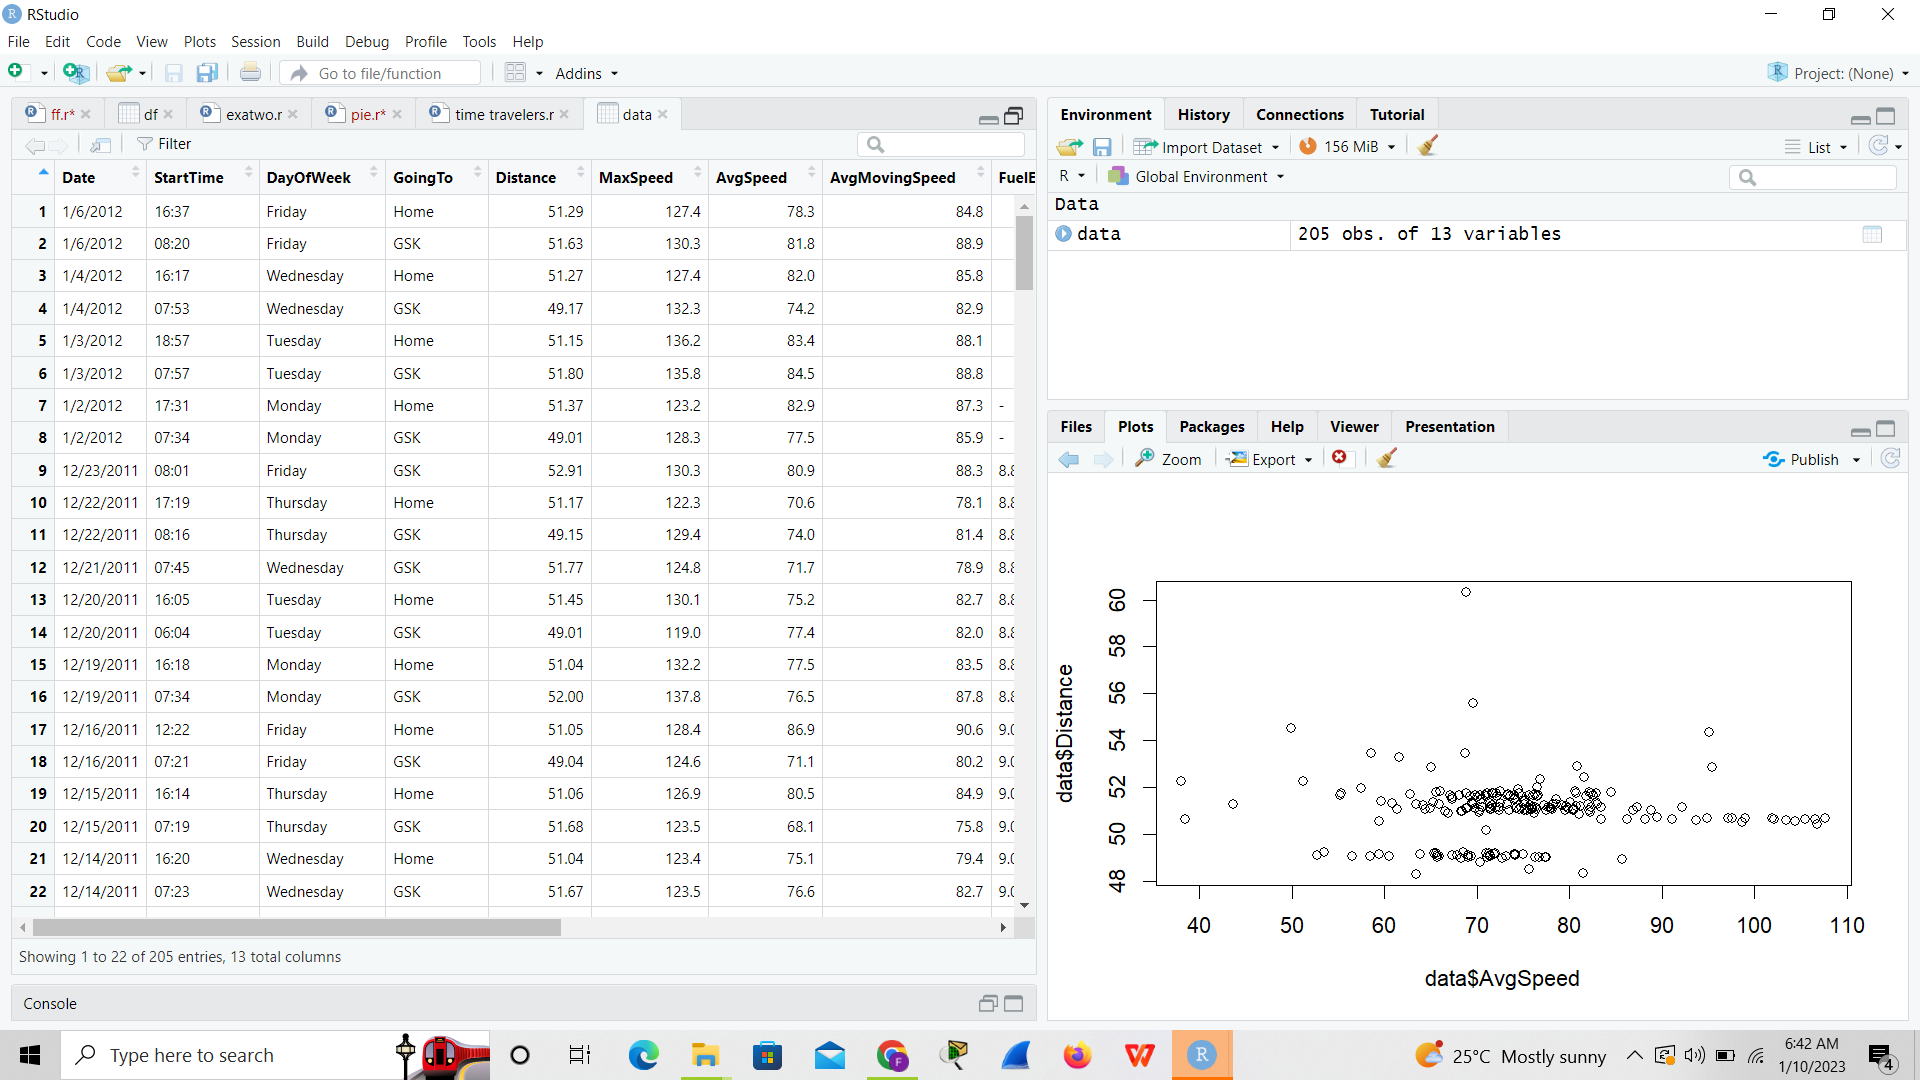 RStudio
File Edit Code View Plots Session Build Debug Profile Tools Help
Go to file/function Addins Project: (None)
ff.r* df exatwo.r pie.r* time travelers.r data
Filter
Date StartTime DayOfWeek GoingTo Distance MaxSpeed AvgSpeed AvgMovingSpeed FuelE
1 1/6/2012 16:37 Friday Home 51.29 127.4 78.3 84.8
2 1/6/2012 08:20 Friday GSK 51.63 130.3 81.8 88.9
3 1/4/2012 16:17 Wednesday Home 51.27 127.4 82.0 85.8
4 1/4/2012 07:53 Wednesday GSK 49.17 132.3 74.2 82.9
5 1/3/2012 18:57 Tuesday Home 51.15 136.2 83.4 88.1
6 1/3/2012 07:57 Tuesday GSK 51.80 135.8 84.5 88.8
7 1/2/2012 17:31 Monday Home 51.37 123.2 82.9 87.3 -
8 1/2/2012 07:34 Monday GSK 49.01 128.3 77.5 85.9 -
9 12/23/2011 08:01 Friday GSK 52.91 130.3 80.9 88.3 8.8
10 12/22/2011 17:19 Thursday Home 51.17 122.3 70.6 78.1 8.8
11 12/22/2011 08:16 Thursday GSK 49.15 129.4 74.0 81.4 8.8
12 12/21/2011 07:45 Wednesday GSK 51.77 124.8 71.7 78.9 8.8
13 12/20/2011 16:05 Tuesday Home 51.45 130.1 75.2 82.7 8.8
14 12/20/2011 06:04 Tuesday GSK 49.01 119.0 77.4 82.0 8.8
15 12/19/2011 16:18 Monday Home 51.04 132.2 77.5 83.5 8.8
16 12/19/2011 07:34 Monday GSK 52.00 137.8 76.5 87.8 8.8
17 12/16/2011 12:22 Friday Home 51.05 128.4 86.9 90.6 9.0
18 12/16/2011 07:21 Friday GSK 49.04 124.6 71.1 80.2 9.0
19 12/15/2011 16:14 Thursday Home 51.06 126.9 80.5 84.9 9.0
20 12/15/2011 07:19 Thursday GSK 51.68 123.5 68.1 75.8 9.0
21 12/14/2011 16:20 Wednesday Home 51.04 123.4 75.1 79.4 9.0
22 12/14/2011 07:23 Wednesday GSK 51.67 123.5 76.6 82.7 9.0
Showing 1 to 22 of 205 entries, 13 total columns
Console
Environment History Connections Tutorial
Import Dataset 156 MiB List
R Global Environment
Data
data 205 obs. of 13 variables
Files Plots Packages Help Viewer Presentation
Zoom Export Publish
data$Distance
60
58
56
54
52
50
48
40 50 60 70 80 90 100 110
data$AvgSpeed
Type here to search
25°C Mostly sunny
6:42 AM
1/10/2023
4